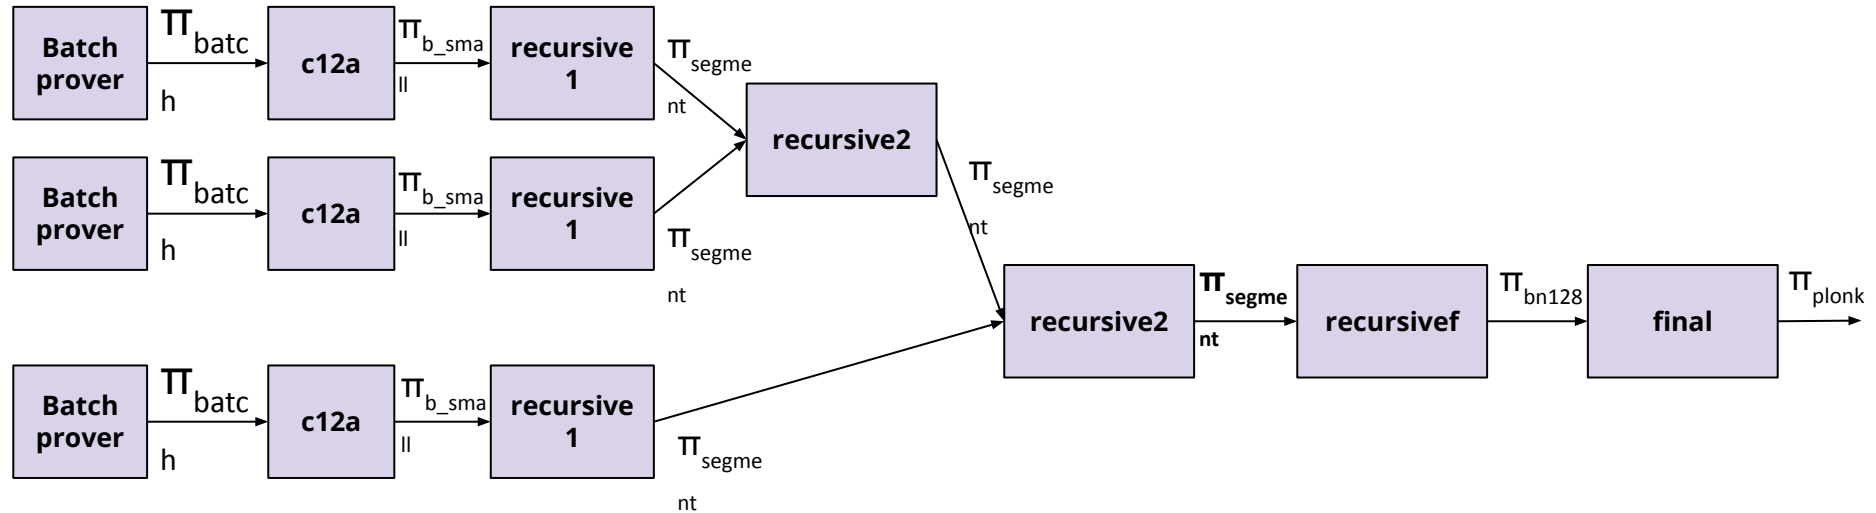 Batch
prover
π batc
h
c12a
π b_sma
ll
recursive
1
π segme
nt
Batch
prover
π batc
h
c12a
π b_sma
ll
recursive
1
π segme
nt
recursive2
π segme
nt
Batch
prover
π batc
h
c12a
π b_sma
ll
recursive
1
π segme
nt
recursive2
π segme
nt
recursivef
π bn128
final
π plonk